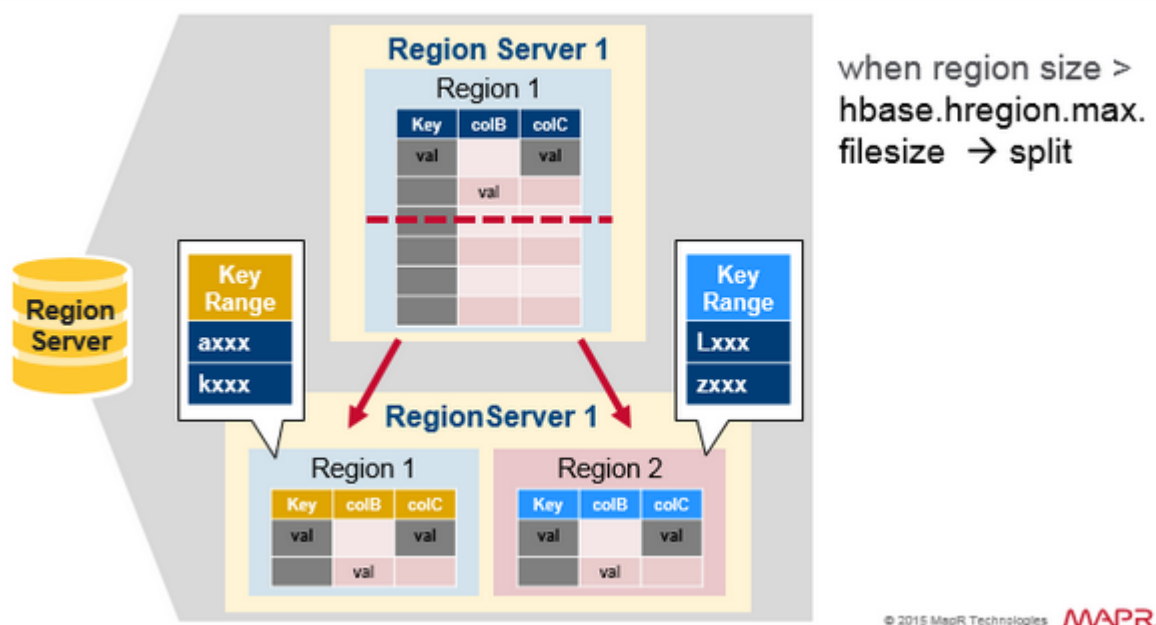 Region Server 1
Region 1
Key colB colC
val val
val
when region size >
hbase.hregion.max.
filesize → split
Region
Server
Key
Range
axxx
kxxx
Key
Range
Lxxx
zxxx
RegionServer 1
Region 1
Key colB colC
val val
val
Region 2
Key colB colC
val val
val
© 2015 MapR Technologies MAPR